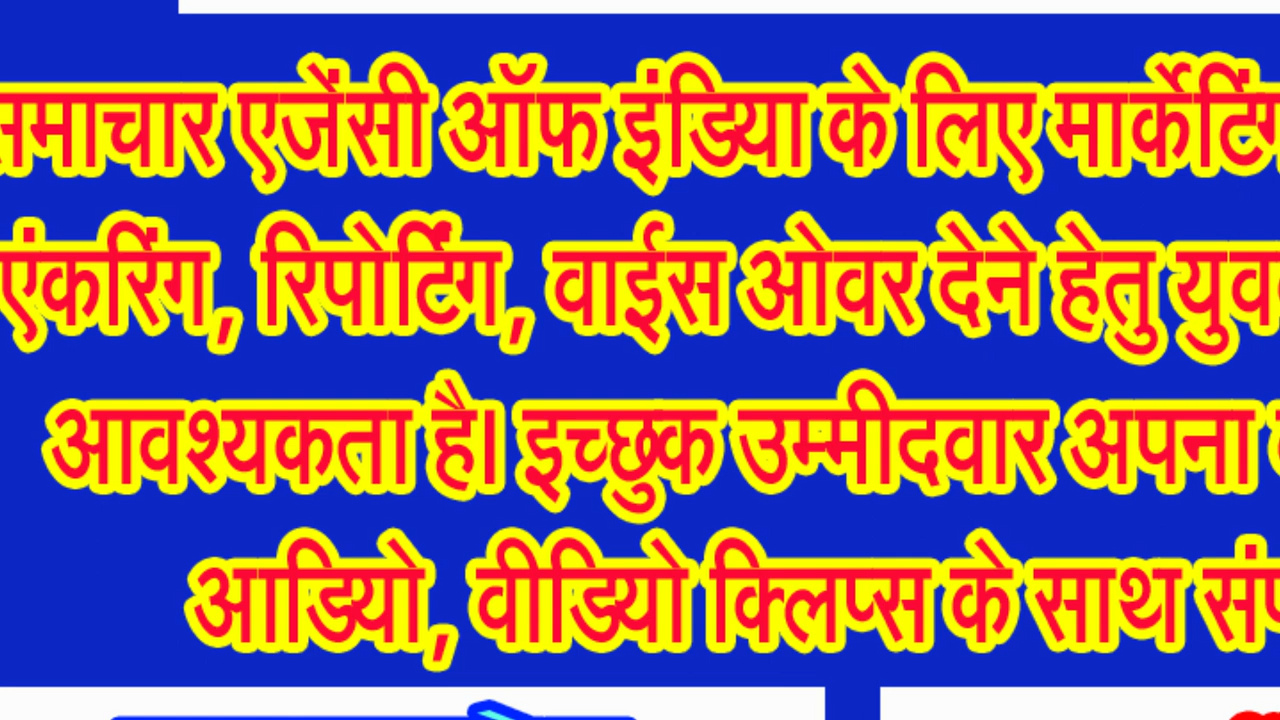 समाचार एजेंसी ऑफ इंडिया के लिए मार्केटिंग
एंकरिंग, रिपोर्टिंग, वाईस ओवर देने हेतु
आवश्यकता है। इच्छुक उम्मीदवार अपना
आडियो, वीडियो क्लिप्स के साथ